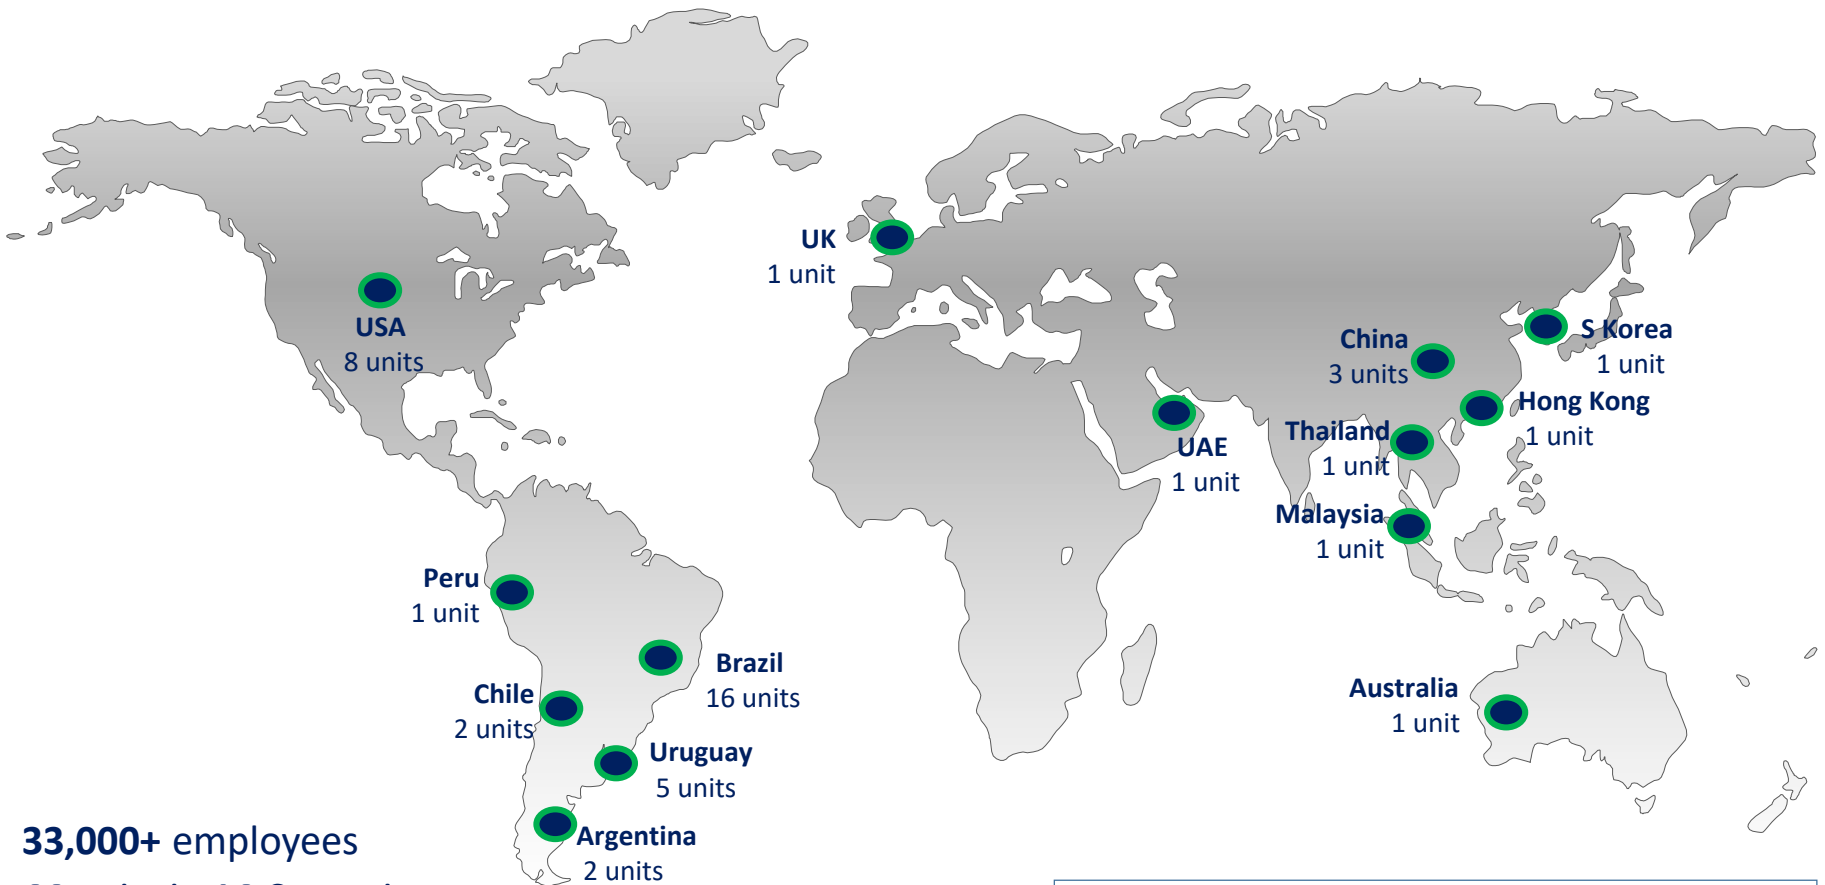 UK
1 unit
USA
8 units
S Korea
1 unit
China
3 units
Hong Kong
1 unit
Thailand
1 unit
UAE
1 unit
Malaysia
1 unit
Peru
1 unit
Brazil
16 units
Chile
2 units
Australia
1 unit
Uruguay
5 units
Argentina
2 units
33,000+ employees